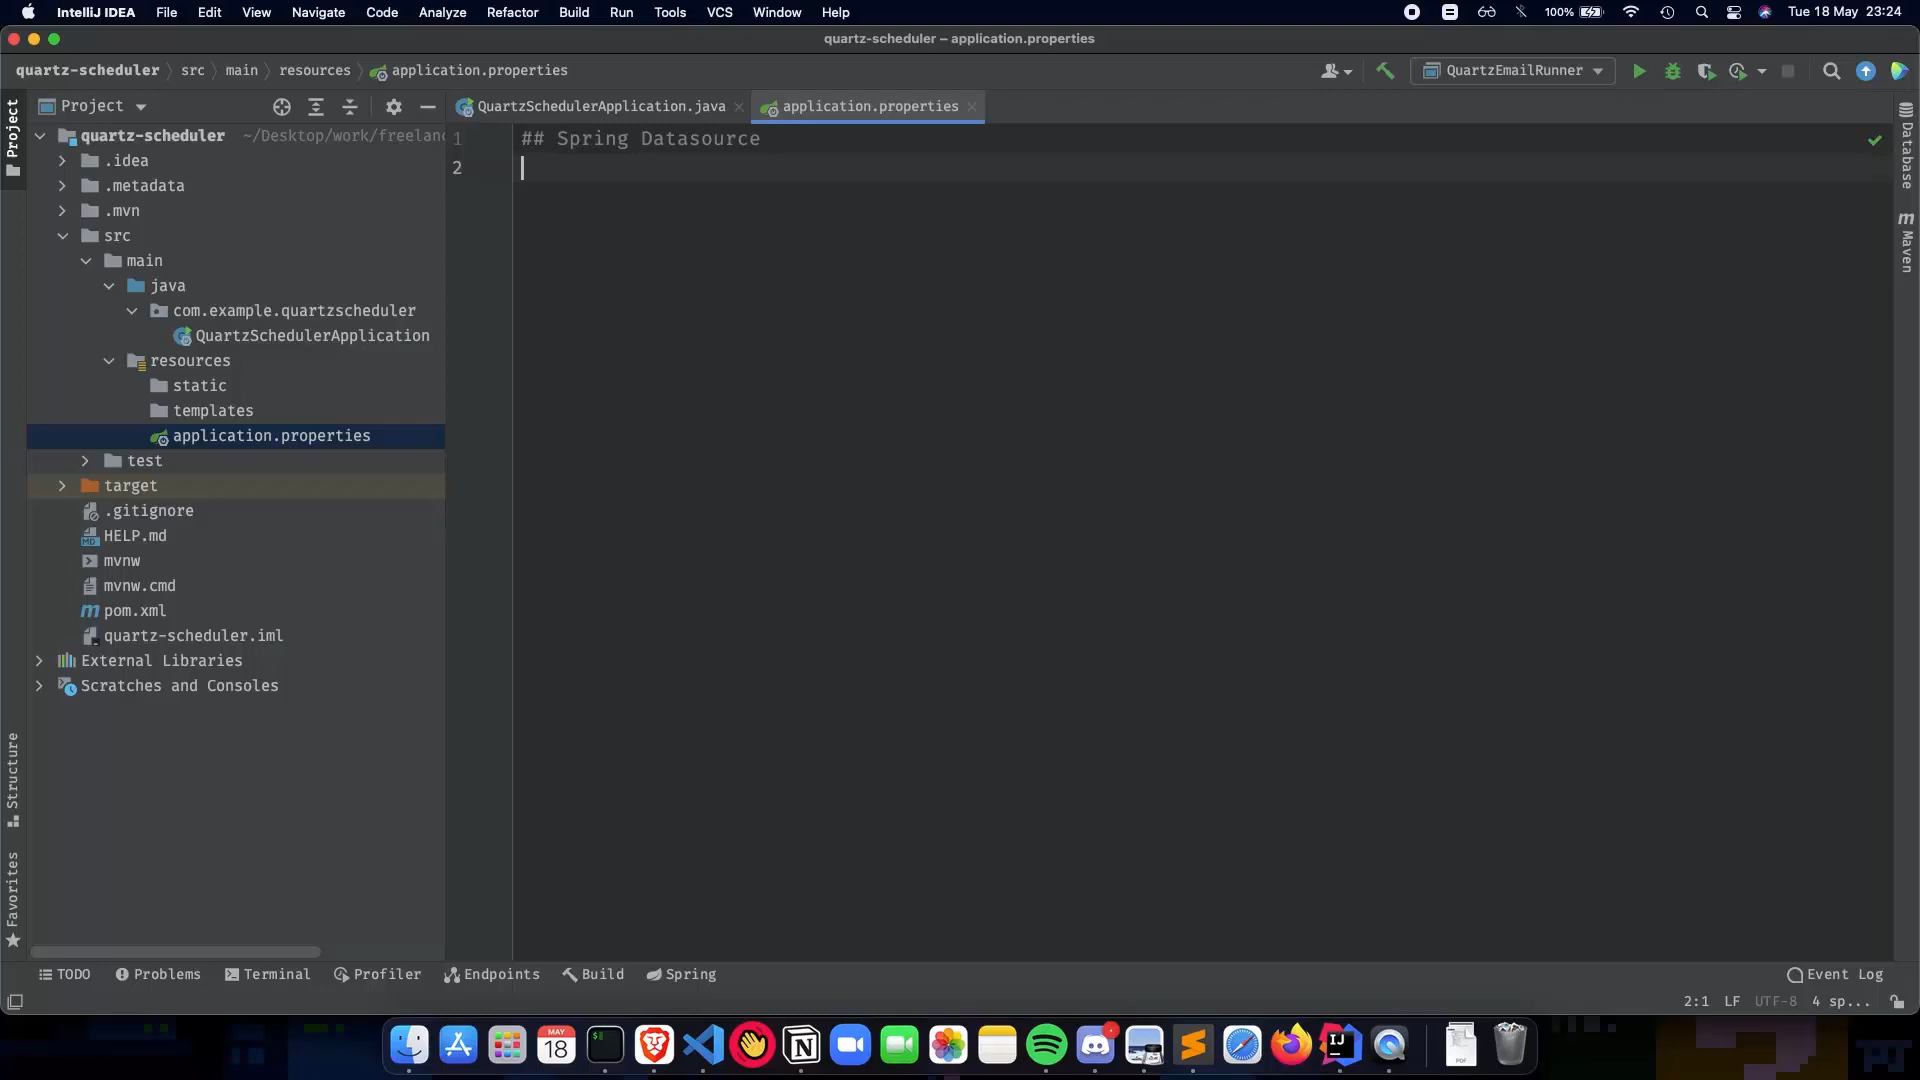 IntelliJ IDEA File Edit View Navigate Code Analyze Refactor Build Run Tools VCS Window Help 100% Tue 18 May 23:24
quartz-scheduler – application.properties
quartz-scheduler src main resources application.properties QuartzEmailRunner
Project QuartzSchedulerApplication.java application.properties
Project
quartz-scheduler ~/Desktop/work/freelanc
.idea
.metadata
.mvn
src
main
java
com.example.quartzscheduler
QuartzSchedulerApplication
resources
static
templates
application.properties
test
target
.gitignore
HELP.md
mvnw
mvnw.cmd
pom.xml
quartz-scheduler.iml
External Libraries
Scratches and Consoles
Structure
Favorites
1 ## Spring Datasource
2
Database
Maven
TODO Problems Terminal Profiler Endpoints Build Spring Event Log
2:1 LF UTF-8 4 sp...
MAY
18
IJ
PDF